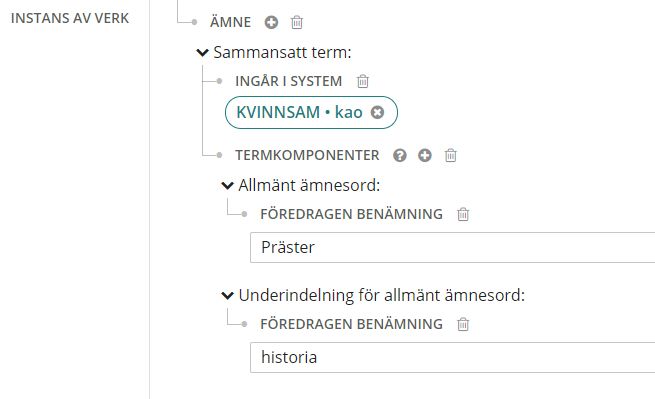 INSTANS AV VERK
ÄMNE
Sammansatt term:
INGÅR I SYSTEM
KVINNSAM • kao
TERMKOMPONENTER
Allmänt ämnesord:
FÖREDRAGEN BENÄMNING
Präster
Underindelning för allmänt ämnesord:
FÖREDRAGEN BENÄMNING
historia